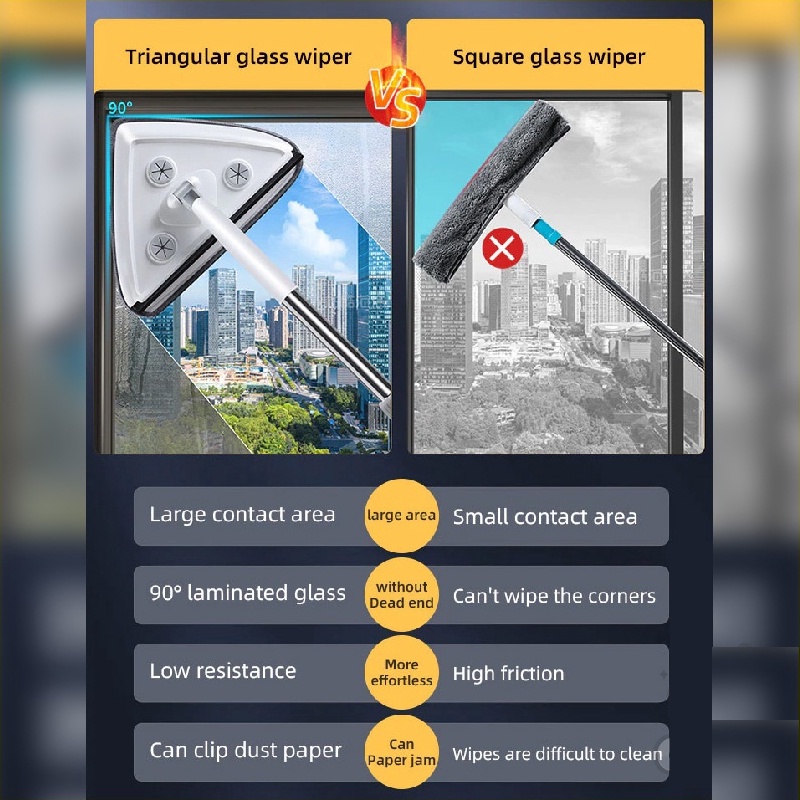 Triangular glass wiper
VS
Square glass wiper
90°
Large contact area
large area
Small contact area
90° laminated glass
without
Dead end
Can't wipe the corners
Low resistance
More
effortless
High friction
Can clip dust paper
Can
Paper jam
Wipes are difficult to clean